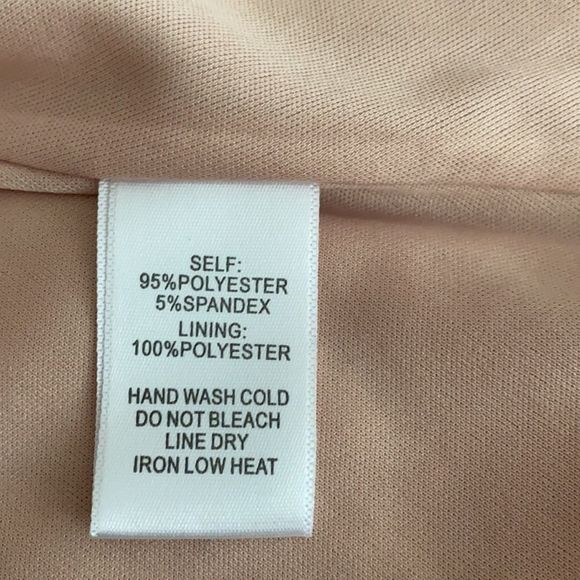 SELF:
95%POLYESTER
5%SPANDEX
LINING:
100%POLYESTER
HAND WASH COLD
DO NOT BLEACH
LINE DRY
IRON LOW HEAT